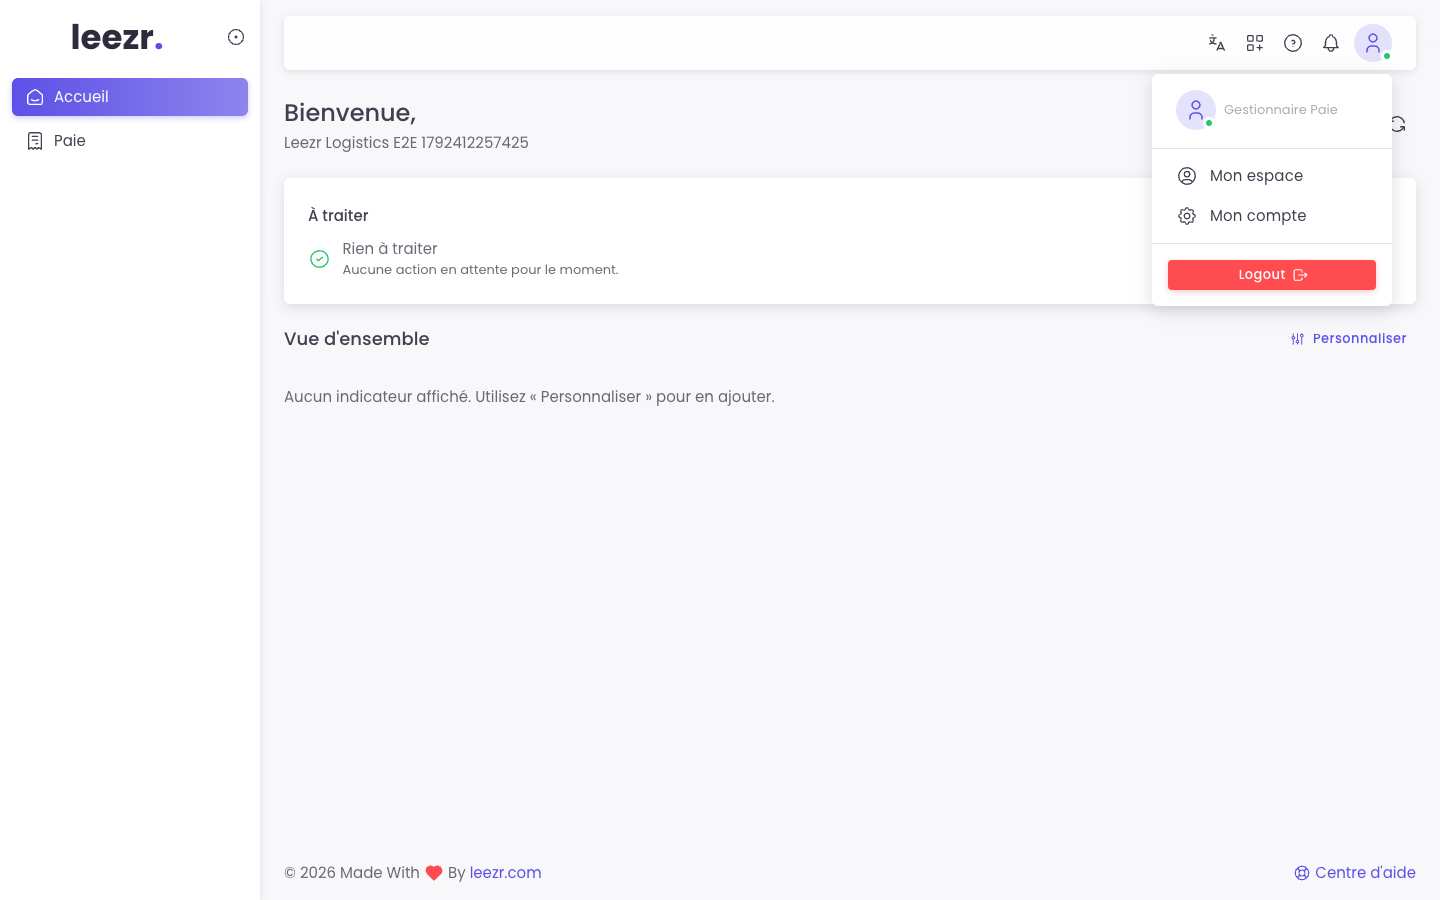 leezr.
Accueil
Paie
Bienvenue,
Leezr Logistics E2E 1792412257425
Gestionnaire Paie
Mon espace
Mon compte
Logout
À traiter
Rien à traiter
Aucune action en attente pour le moment.
Vue d'ensemble
Personnaliser
Aucun indicateur affiché. Utilisez « Personnaliser » pour en ajouter.
© 2026 Made With By leezr.com
Centre d'aide